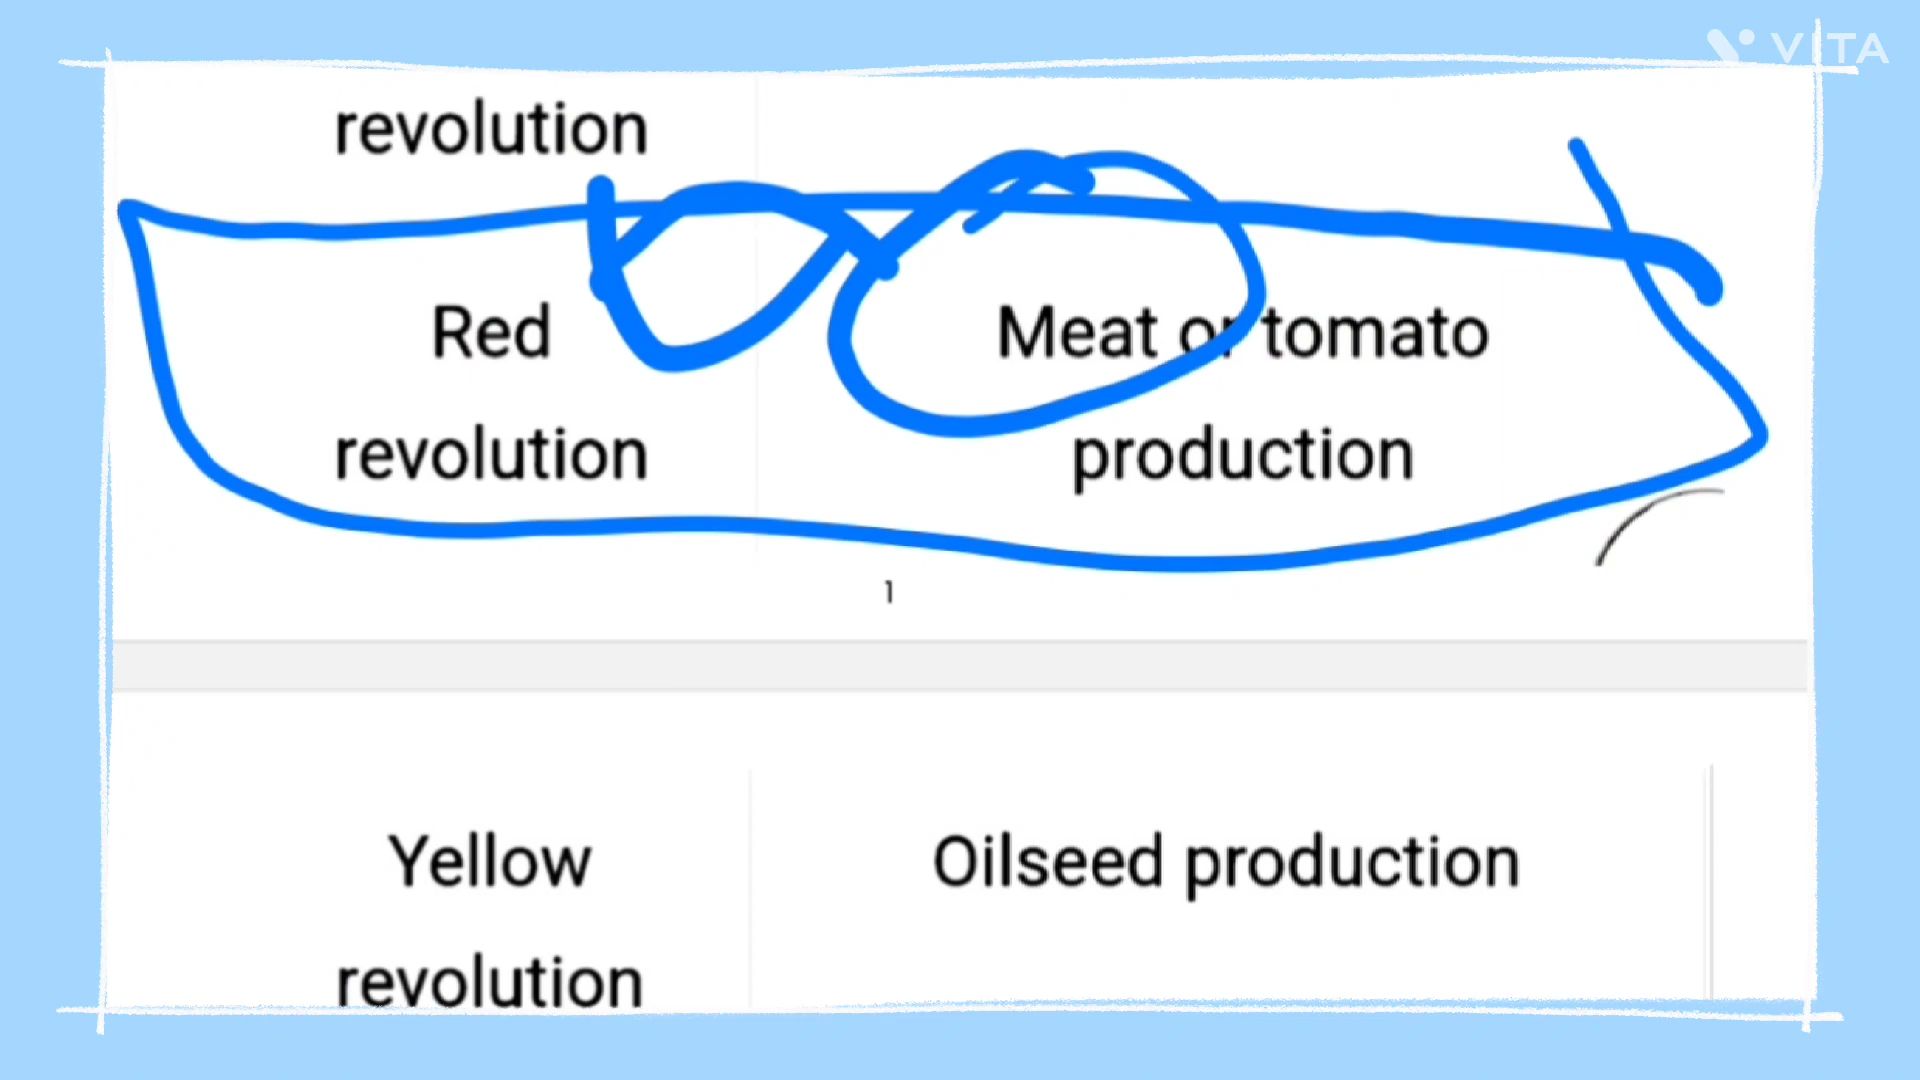 VITA
revolution
Red
Meat or tomato
revolution
production
1
Yellow
Oilseed production
revolution